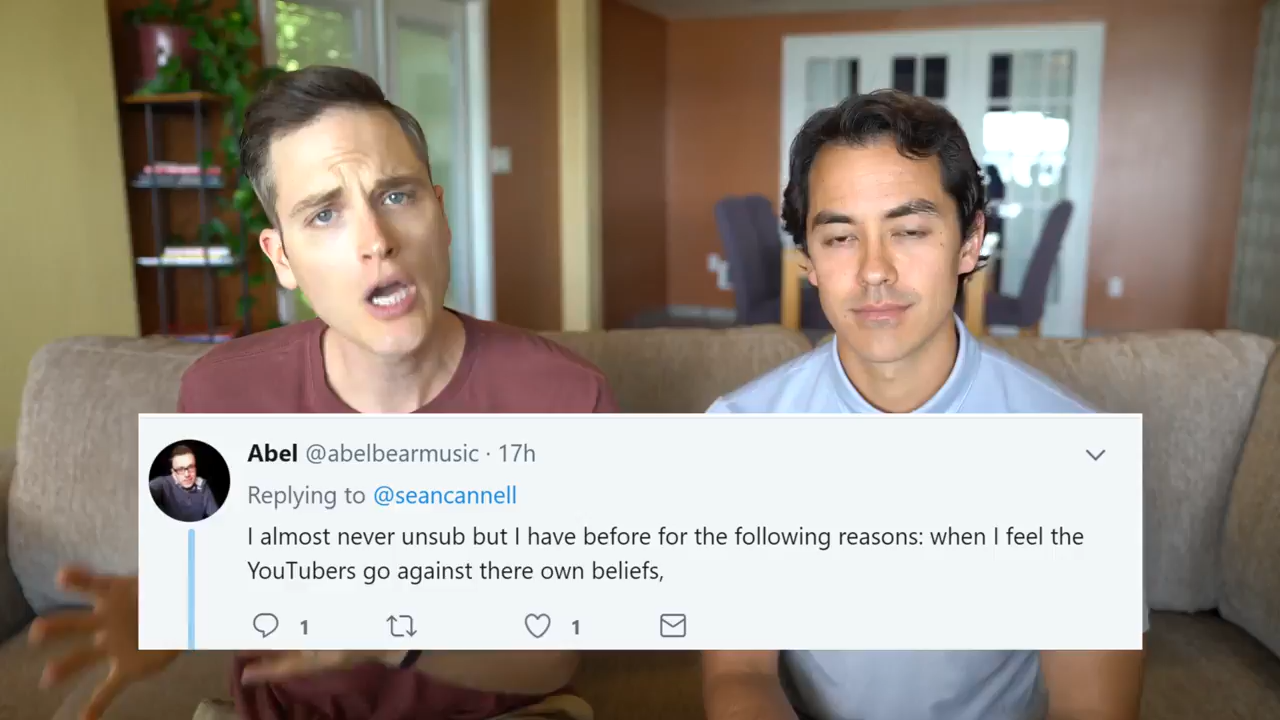 Abel @abelbearmusic · 17h
Replying to @seancannell
I almost never unsub but I have before for the following reasons: when I feel the
YouTubers go against there own beliefs,
1 1